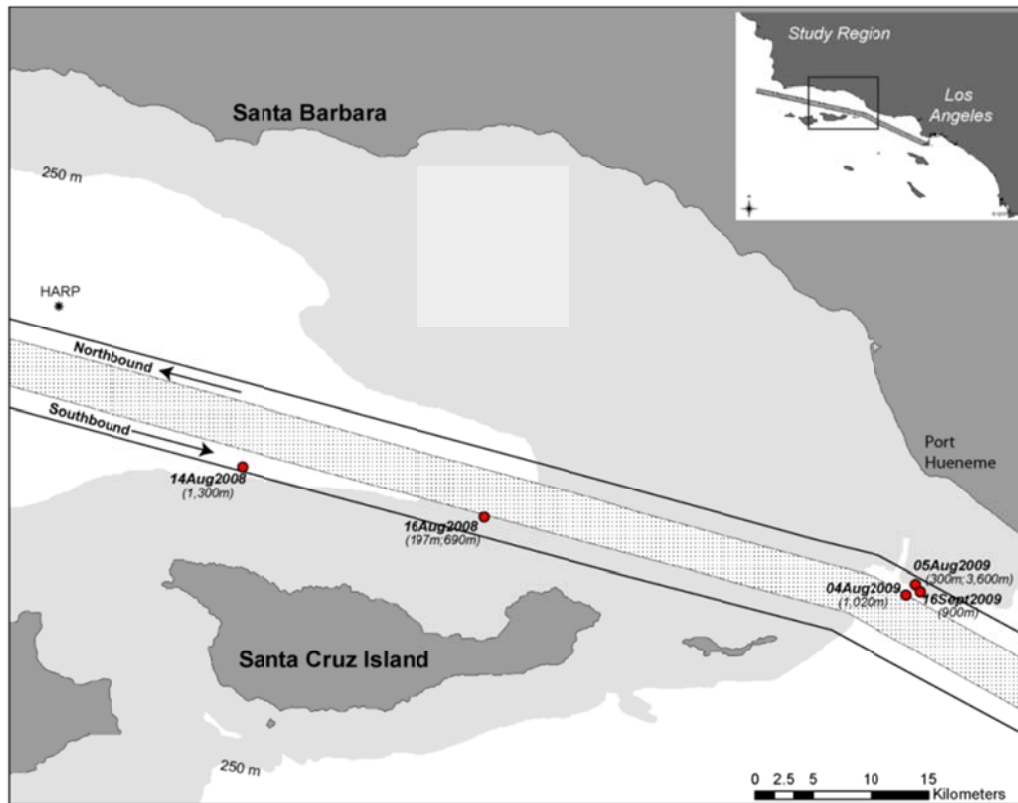 Study Region
Los
Angeles
Santa Barbara
250 m
HARP
Northbound
Southbound
14Aug2008
(1,300m)
16Aug2008
(197m; 690m)
Port
Hueneme
05Aug2009
(300m; 3,600m)
04Aug2009
(1,020m)
16Sept2009
(900m)
Santa Cruz Island
250 m
0 2.5 5 10 15
Kilometers